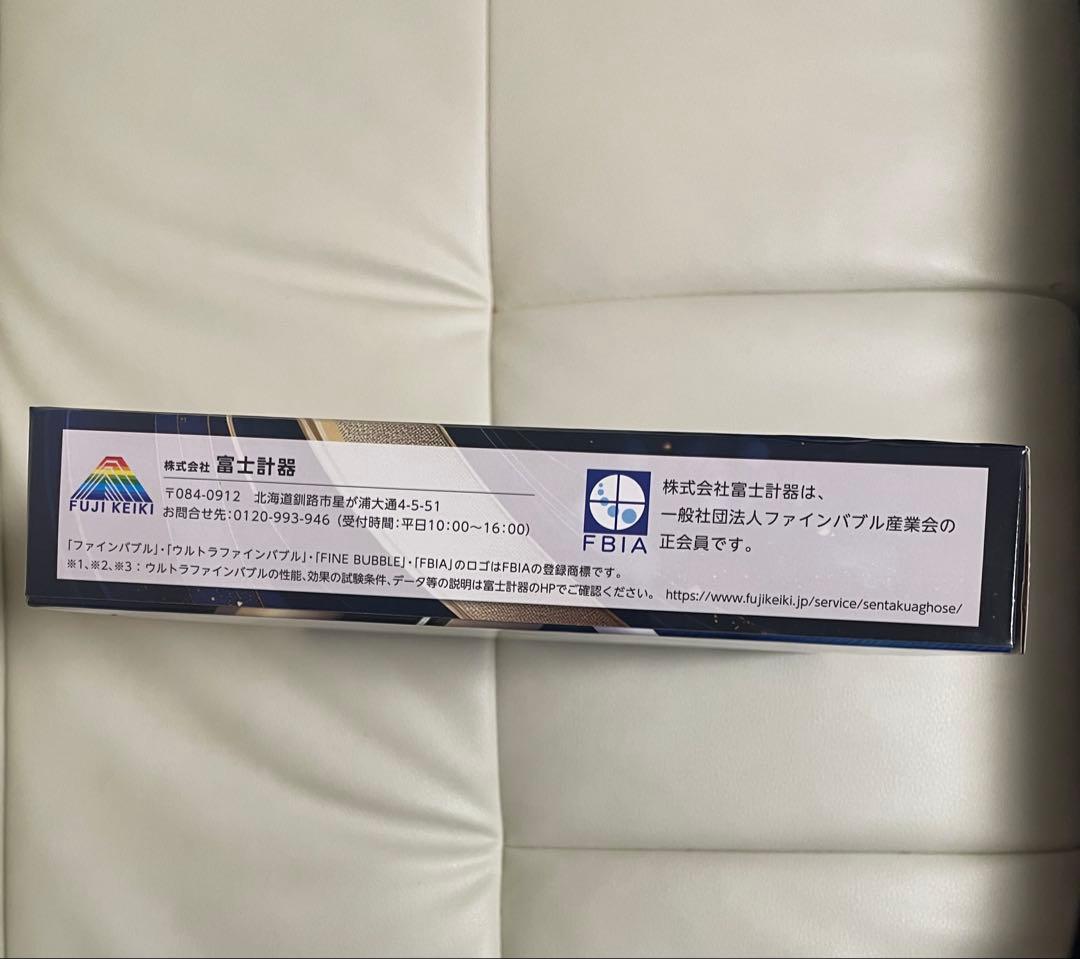 FUJI KEIKI
株式会社 富士計器
〒084-0912 北海道釧路市星が浦大通4-5-51
お問合せ先:0120-993-946（受付時間:平日10:00〜16:00）
FBIA
株式会社富士計器は、
一般社団法人ファインバブル産業会の
正会員です。
「ファインバブル」・「ウルトラファインバブル」・「FINE BUBBLE」・「FBIA」のロゴはFBIAの登録商標です。
※1、※2、※3：ウルトラファインバブルの性能、効果の試験条件、データ等の説明は富士計器のHPでご確認ください。 https://www.fujikeiki.jp/service/sentakuaghose/